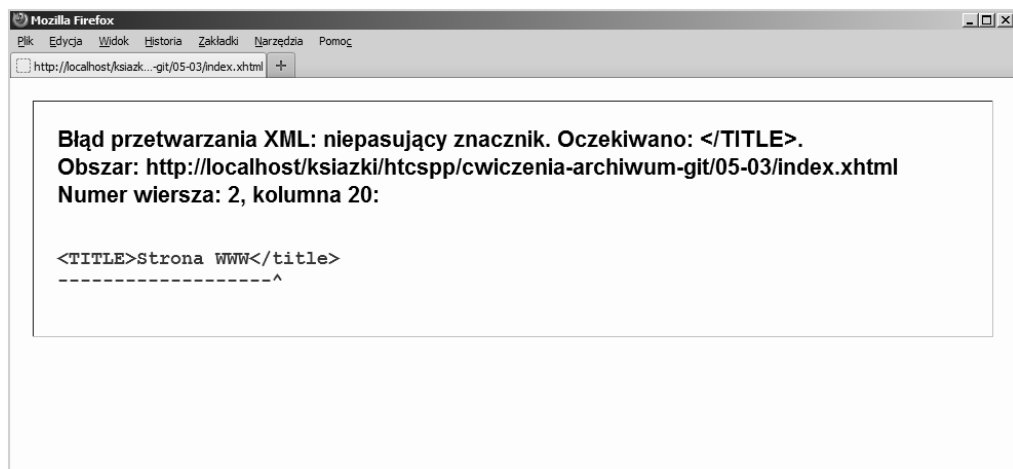 Mozilla Firefox
Plik Edycja Widok Historia Zakładki Narzędzia Pomoc
http://localhost/ksiazk...-git/05-03/index.xhtml +
Błąd przetwarzania XML: niepasujący znacznik. Oczekiwano: </TITLE>.
Obszar: http://localhost/ksiazki/htcspp/cwiczenia-archiwum-git/05-03/index.xhtml
Numer wiersza: 2, kolumna 20:
<TITLE>Strona WWW</title>
-------------------^